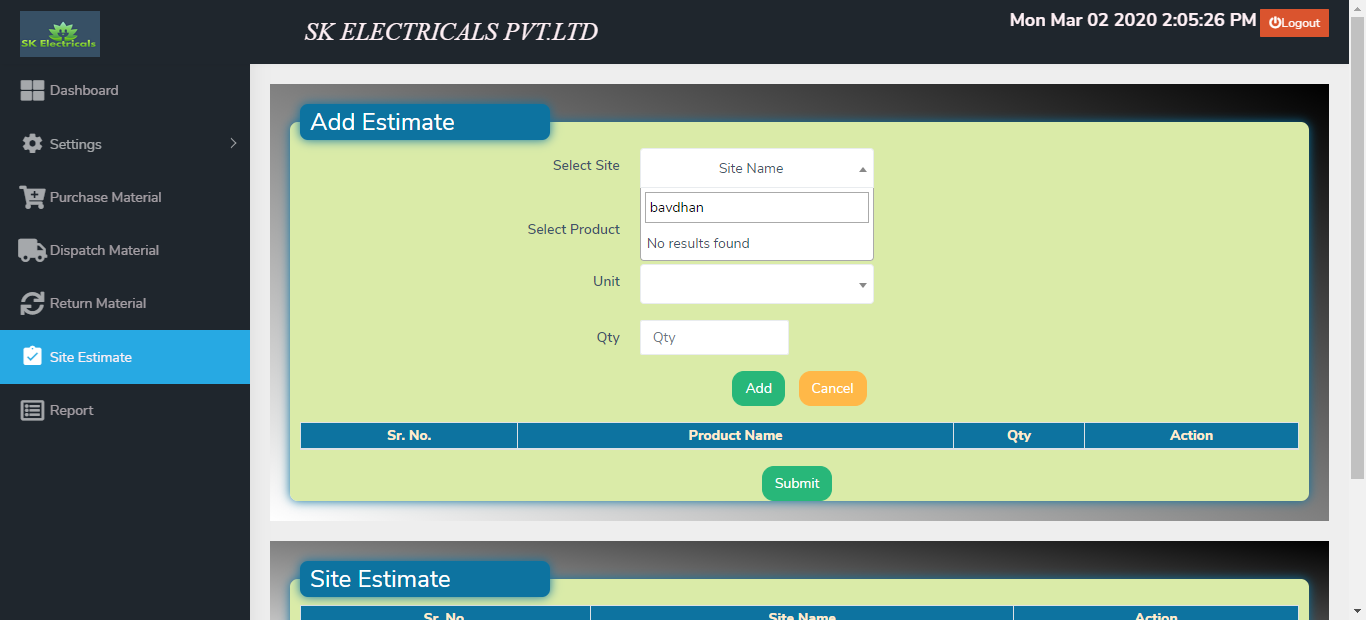 SK Electricals
SK ELECTRICALS PVT.LTD
Mon Mar 02 2020 2:05:26 PM
Logout
Dashboard
Settings
Purchase Material
Dispatch Material
Return Material
Site Estimate
Report
Add Estimate
Select Site
Site Name
bavdhan
No results found
Select Product
Unit
Qty
Qty
Add
Cancel
Sr. No. Product Name Qty Action
Submit
Site Estimate
Sr. No. Site Name Action